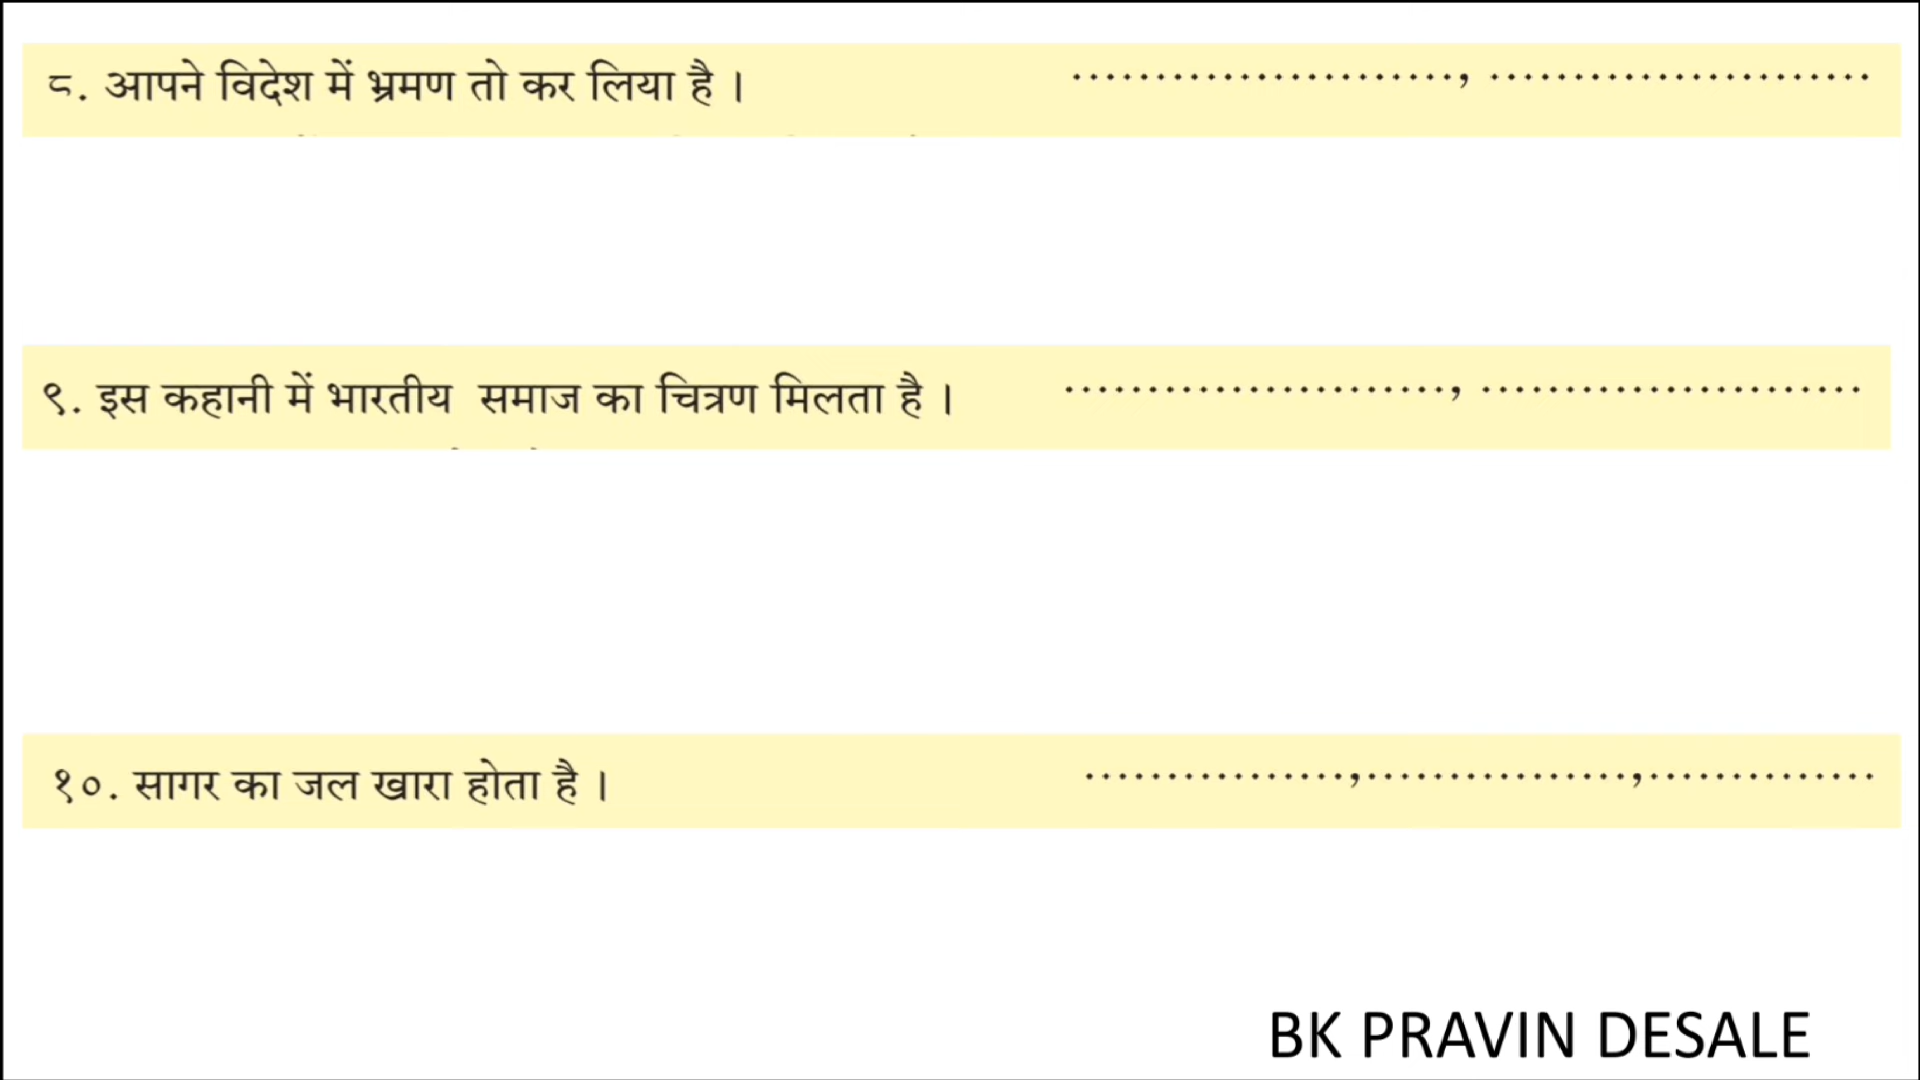 ८. आपने विदेश में भ्रमण तो कर लिया है । ......................., .......................
९. इस कहानी में भारतीय समाज का चित्रण मिलता है । ......................., .......................
१०. सागर का जल खारा होता है । ................,................,..............
BK PRAVIN DESALE